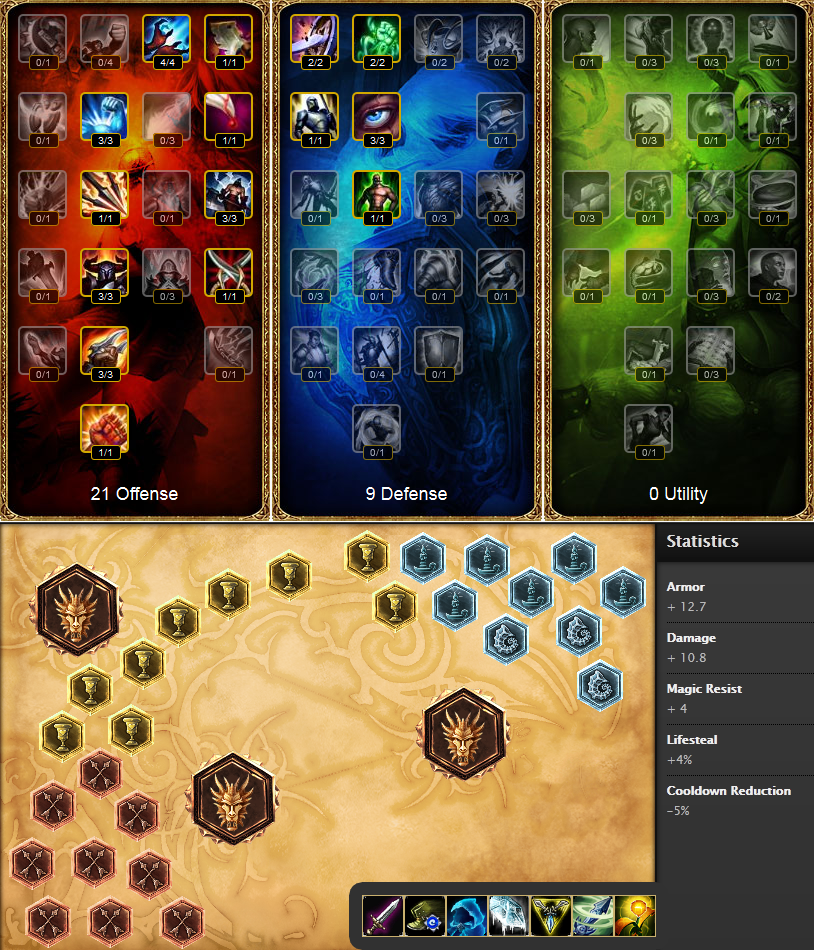 0/1 0/4 4/4 1/1 2/2 2/2 0/2 0/2 0/1 0/3 0/3 0/1
0/1 3/3 0/3 1/1 1/1 3/3 0/1 0/3 0/1 0/1
0/1 1/1 0/1 3/3 0/1 1/1 0/3 0/3 0/3 0/1 0/3 0/1
0/1 3/3 0/3 1/1 0/3 0/1 0/1 0/1 0/1 0/1 0/3 0/2
0/1 3/3 0/1 0/1 0/4 0/1 0/1 0/3
1/1 0/1 0/1
21 Offense 9 Defense 0 Utility
Statistics
Armor
+ 12.7
Damage
+ 10.8
Magic Resist
+ 4
Lifesteal
+4%
Cooldown Reduction
-5%